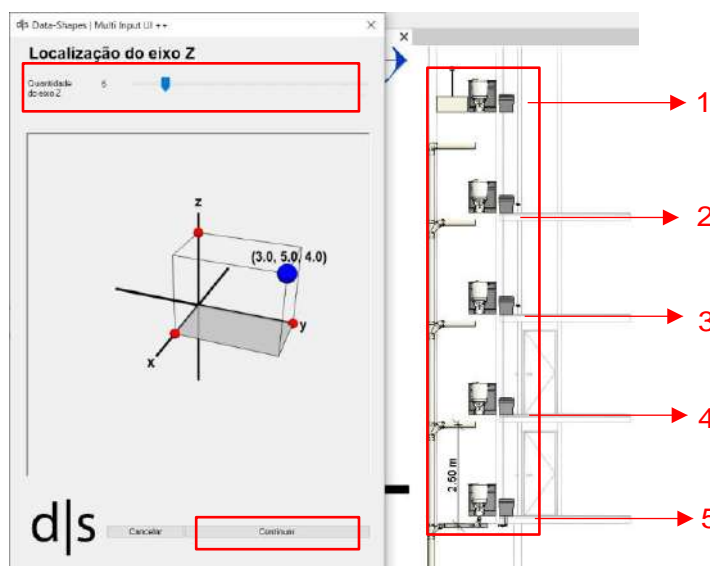 d|s Data-Shapes | Multi Input UI ++
Localização do eixo Z
Quantidade
do eixo Z
z
(3.0, 5.0, 4.0)
y
x
d|s
Cancelar
Continuar
2.50 m
1
2
3
4
5